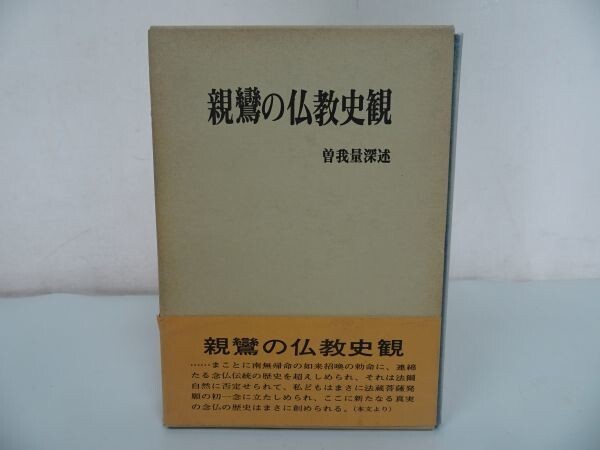 親鸞の仏教史観
曽我量深述
親鸞の仏教史観
……まことに南無帰命の如来招喚の勅命に、連綿
たる念仏伝統の歴史を超えしめられ、それは法爾
自然に否定せられて、私どもはまさに法蔵菩薩発
願の初一念に立たしめられ、ここに新たなる真実
の念仏の歴史はまさに創められる。(本文より)